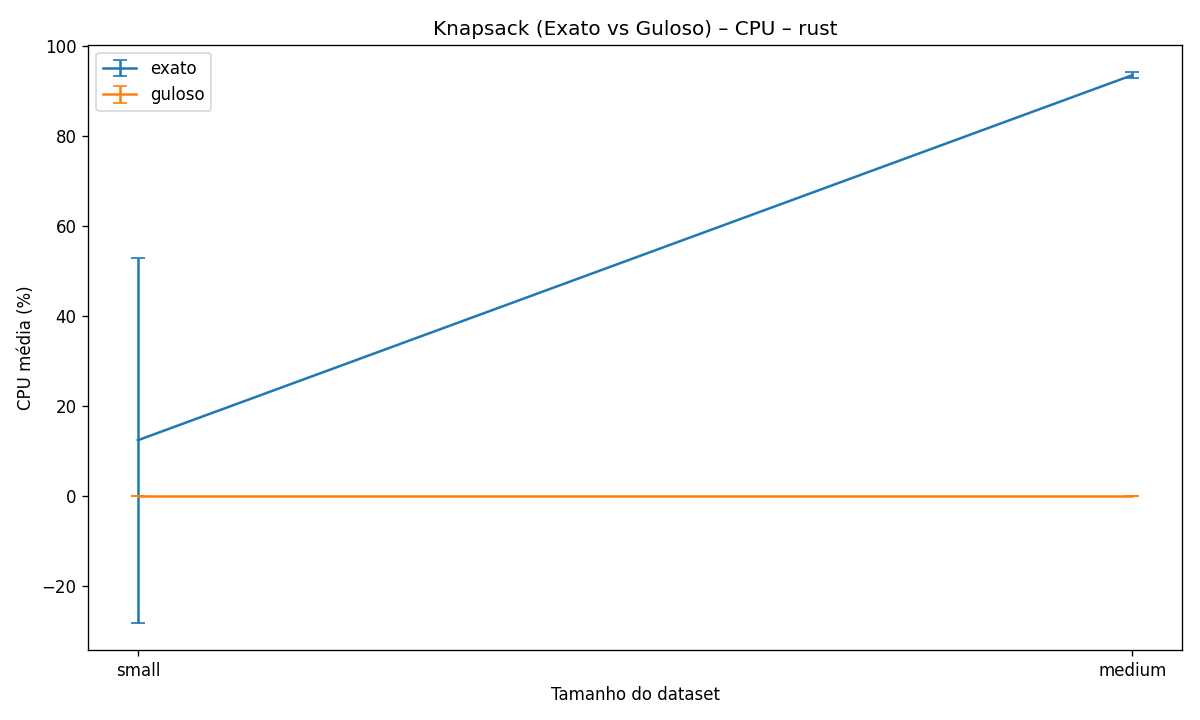 Knapsack (Exato vs Guloso) – CPU – rust
exato
guloso
CPU média (%)
100
80
60
40
20
0
−20
small
medium
Tamanho do dataset